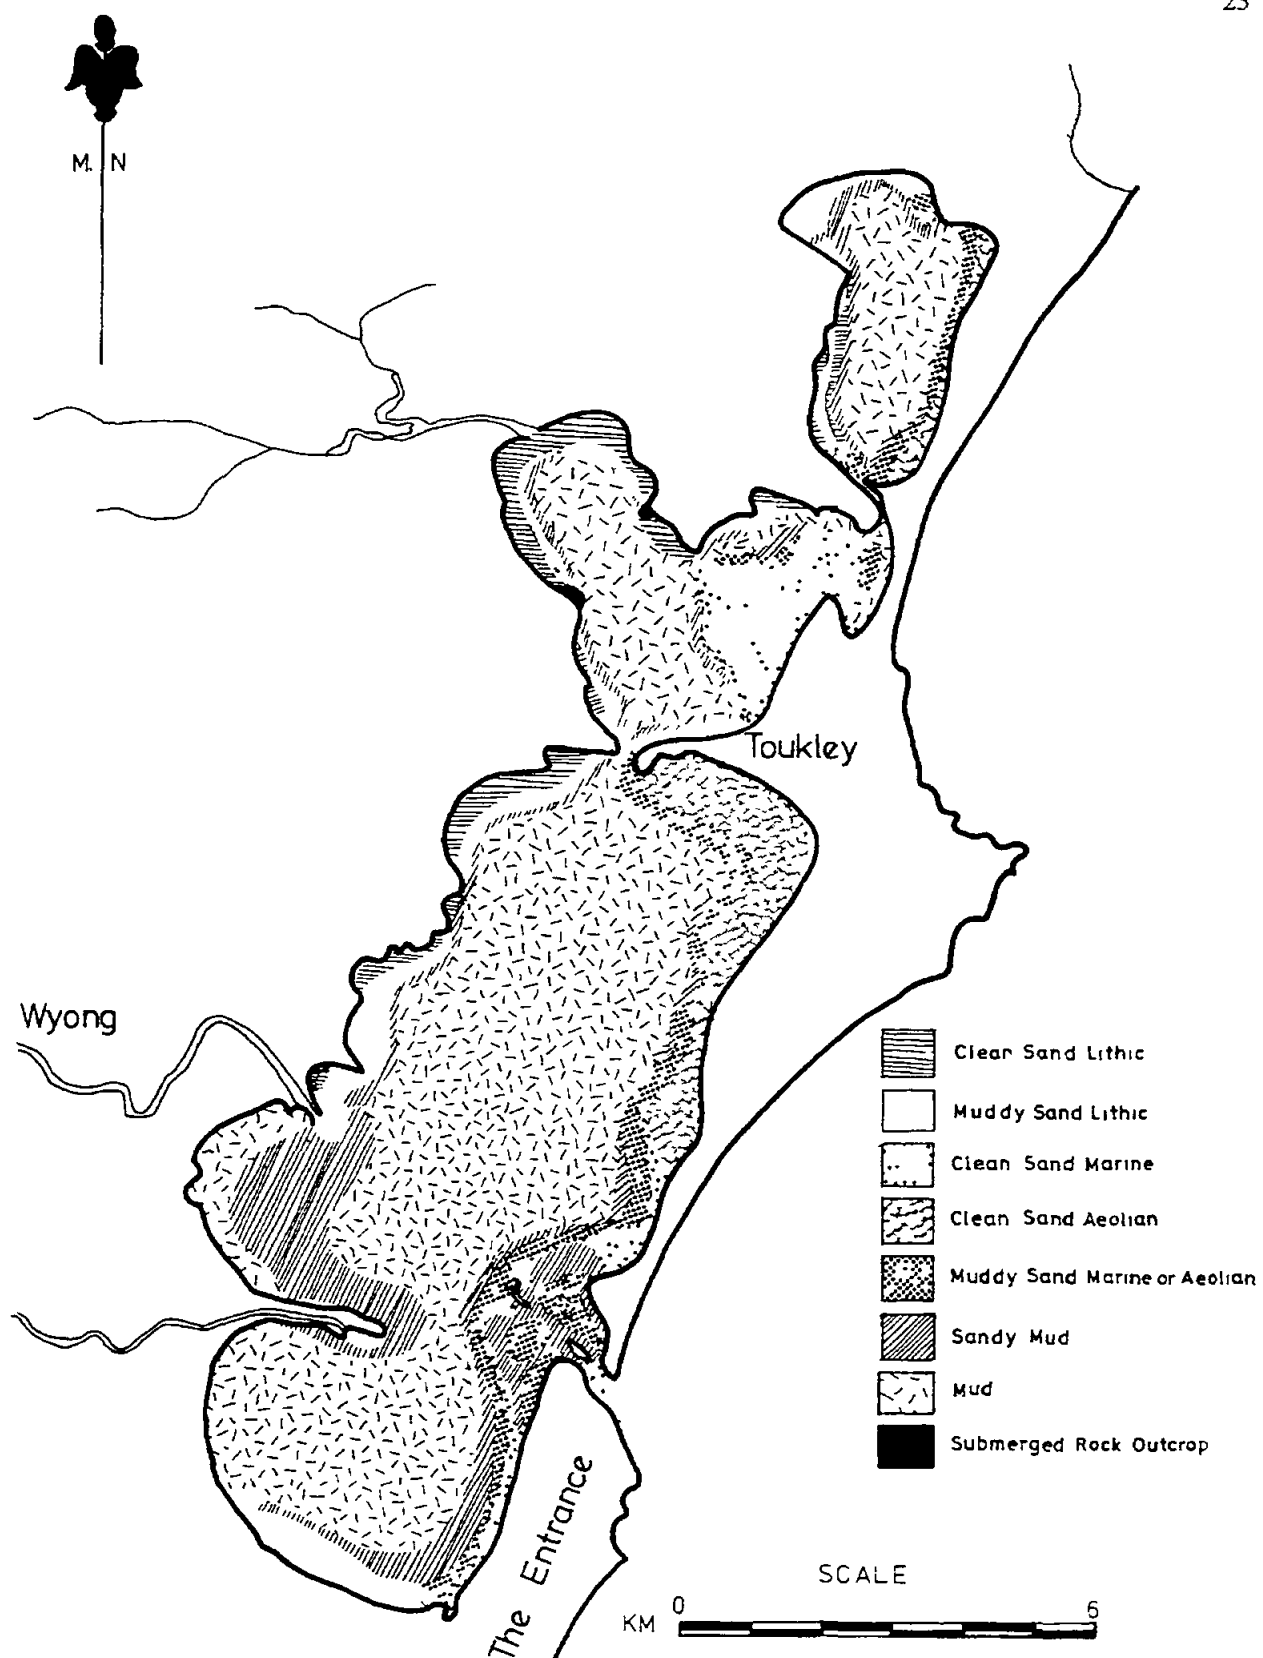 23
M. N
Toukley
Wyong
Clear Sand Lithic
Muddy Sand Lithic
Clean Sand Marine
Clean Sand Aeolian
Muddy Sand Marine or Aeolian
Sandy Mud
Mud
Submerged Rock Outcrop
The Entrance
SCALE
KM 0 6